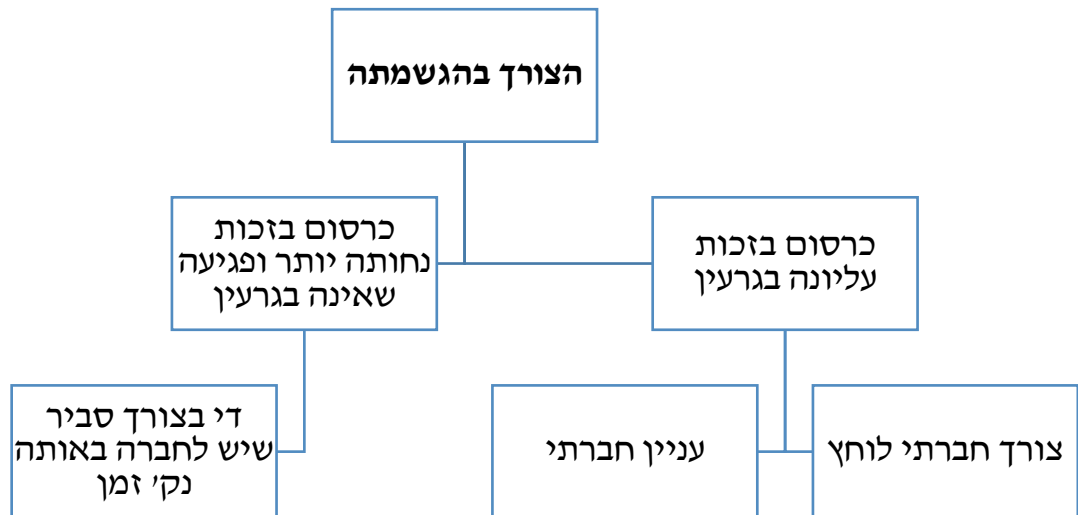 הצורך בהגשמתה
כרסום בזכות
עליונה בגרעין
כרסום בזכות
נחותה יותר ופגיעה
שאינה בגרעין
צורך חברתי לוחץ
עניין חברתי
די בצורך סביר
שיש לחברה באותה
נק' זמן